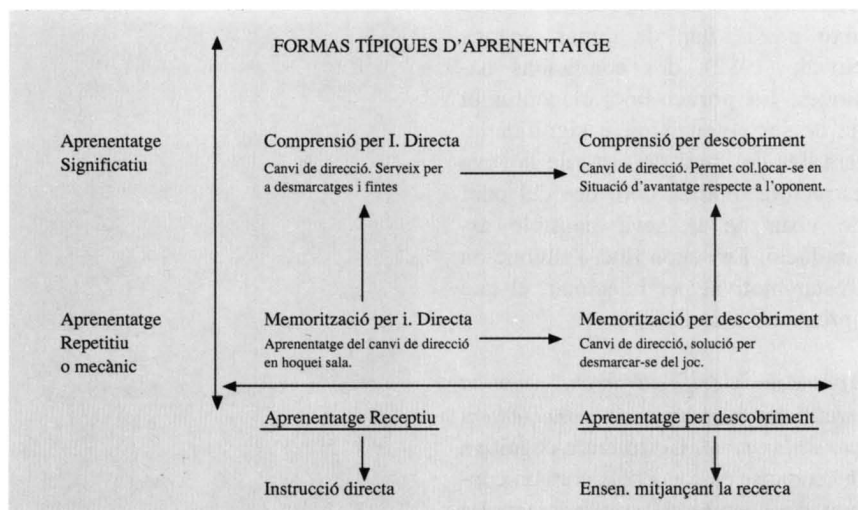 FORMAS TÍPIQUES D'APRENENTATGE
Aprenentatge
Significatiu
Comprensió per I. Directa
Canvi de direcció. Serveix per
a desmarcatges i fintes
Comprensió per descobriment
Canvi de direcció. Permet col.locar-se en
Situació d'avantatge respecte a l'oponent.
Aprenentatge
Repetitiu
o mecànic
Memorització per i. Directa
Aprenentatge del canvi de direcció
en hoquei sala.
Memorització per descobriment
Canvi de direcció, solució per
desmarcar-se del joc.
Aprenentatge Receptiu
Aprenentatge per descobriment
Instrucció directa
Ensen. mitjançant la recerca